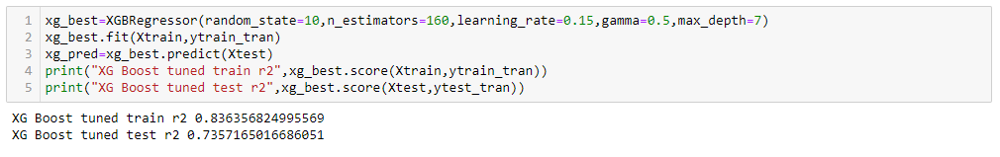 1 xg_best=XGBRegressor(random_state=10,n_estimators=160,learning_rate=0.15,gamma=0.5,max_depth=7)
2 xg_best.fit(Xtrain,ytrain_tran)
3 xg_pred=xg_best.predict(Xtest)
4 print("XG Boost tuned train r2",xg_best.score(Xtrain,ytrain_tran))
5 print("XG Boost tuned test r2",xg_best.score(Xtest,ytest_tran))
XG Boost tuned train r2 0.836356824995569
XG Boost tuned test r2 0.7357165016686051